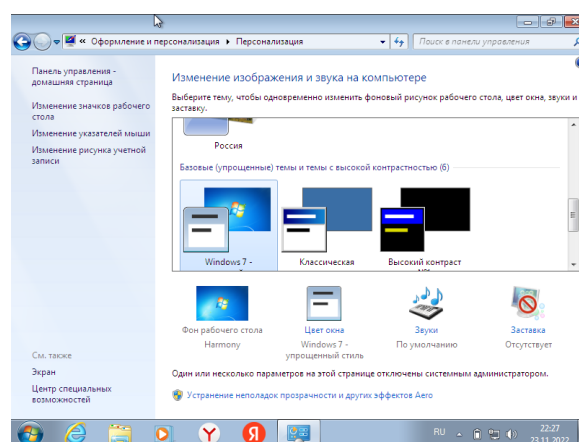 « Оформление и персонализация ▸ Персонализация
Поиск в панели управления
Панель управления -
домашняя страница
Изменение значков рабочего
стола
Изменение указателей мыши
Изменение рисунка учетной
записи
См. также
Экран
Центр специальных
возможностей
Изменение изображения и звука на компьютере
Выберите тему, чтобы одновременно изменить фоновый рисунок рабочего стола, цвет окна, звуки и
заставку.
Россия
Базовые (упрощенные) темы и темы с высокой контрастностью (6)
Windows 7 -
Классическая
Высокий контраст
Фон рабочего стола
Harmony
Цвет окна
Windows 7 -
упрощенный стиль
Звуки
По умолчанию
Заставка
Отсутствует
Один или несколько параметров на этой странице отключены системным администратором.
Устранение неполадок прозрачности и других эффектов Aero
RU
22:27
23.11.2022